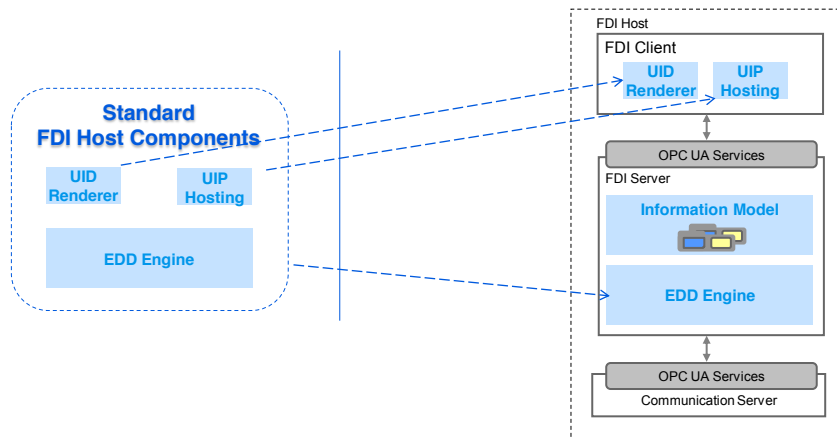 Standard
FDI Host Components
UID
Renderer
UIP
Hosting
EDD Engine
FDI Host
FDI Client
UID
Renderer
UIP
Hosting
OPC UA Services
FDI Server
Information Model
EDD Engine
OPC UA Services
Communication Server